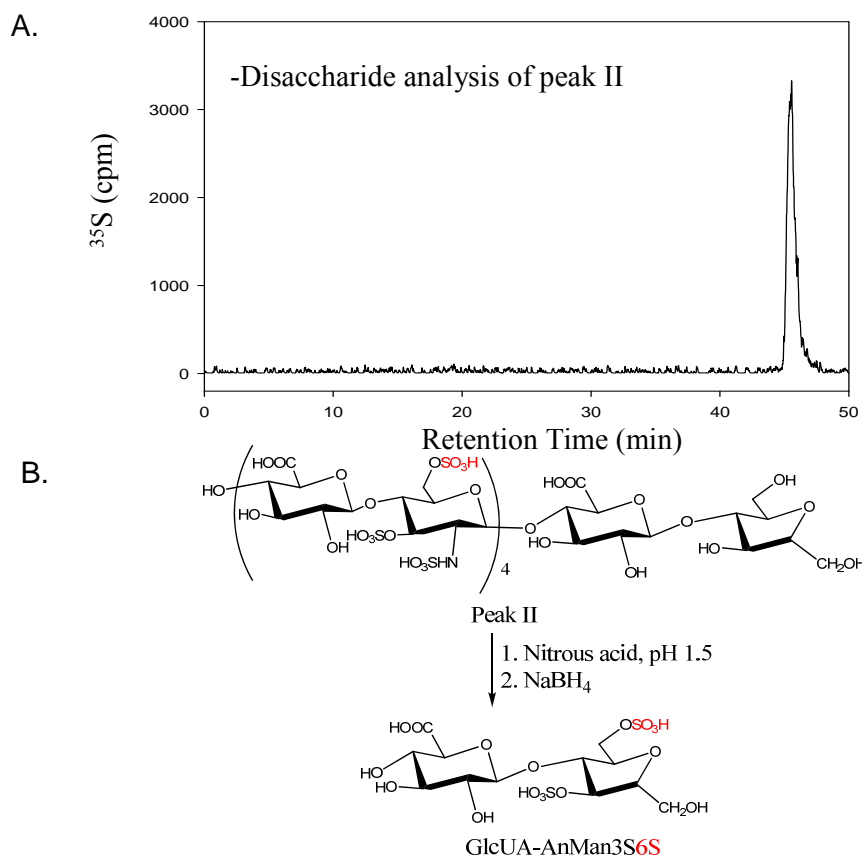 A.
-Disaccharide analysis of peak II
³⁵S (cpm)
4000
3000
2000
1000
0
0 10 20 30 40 50
Retention Time (min)
B.
OSO₃H
HOOC
HOOC
OH
HO
O
O
O
O
O
O
HO
HO₃SO
O
HO
HO
OH
HO₃SHN
4
OH
CH₂OH
Peak II
1. Nitrous acid, pH 1.5
2. NaBH₄
OSO₃H
HOOC
O
O
O
HO
HO
HO₃SO
OH
CH₂OH
GlcUA-AnMan3S6S